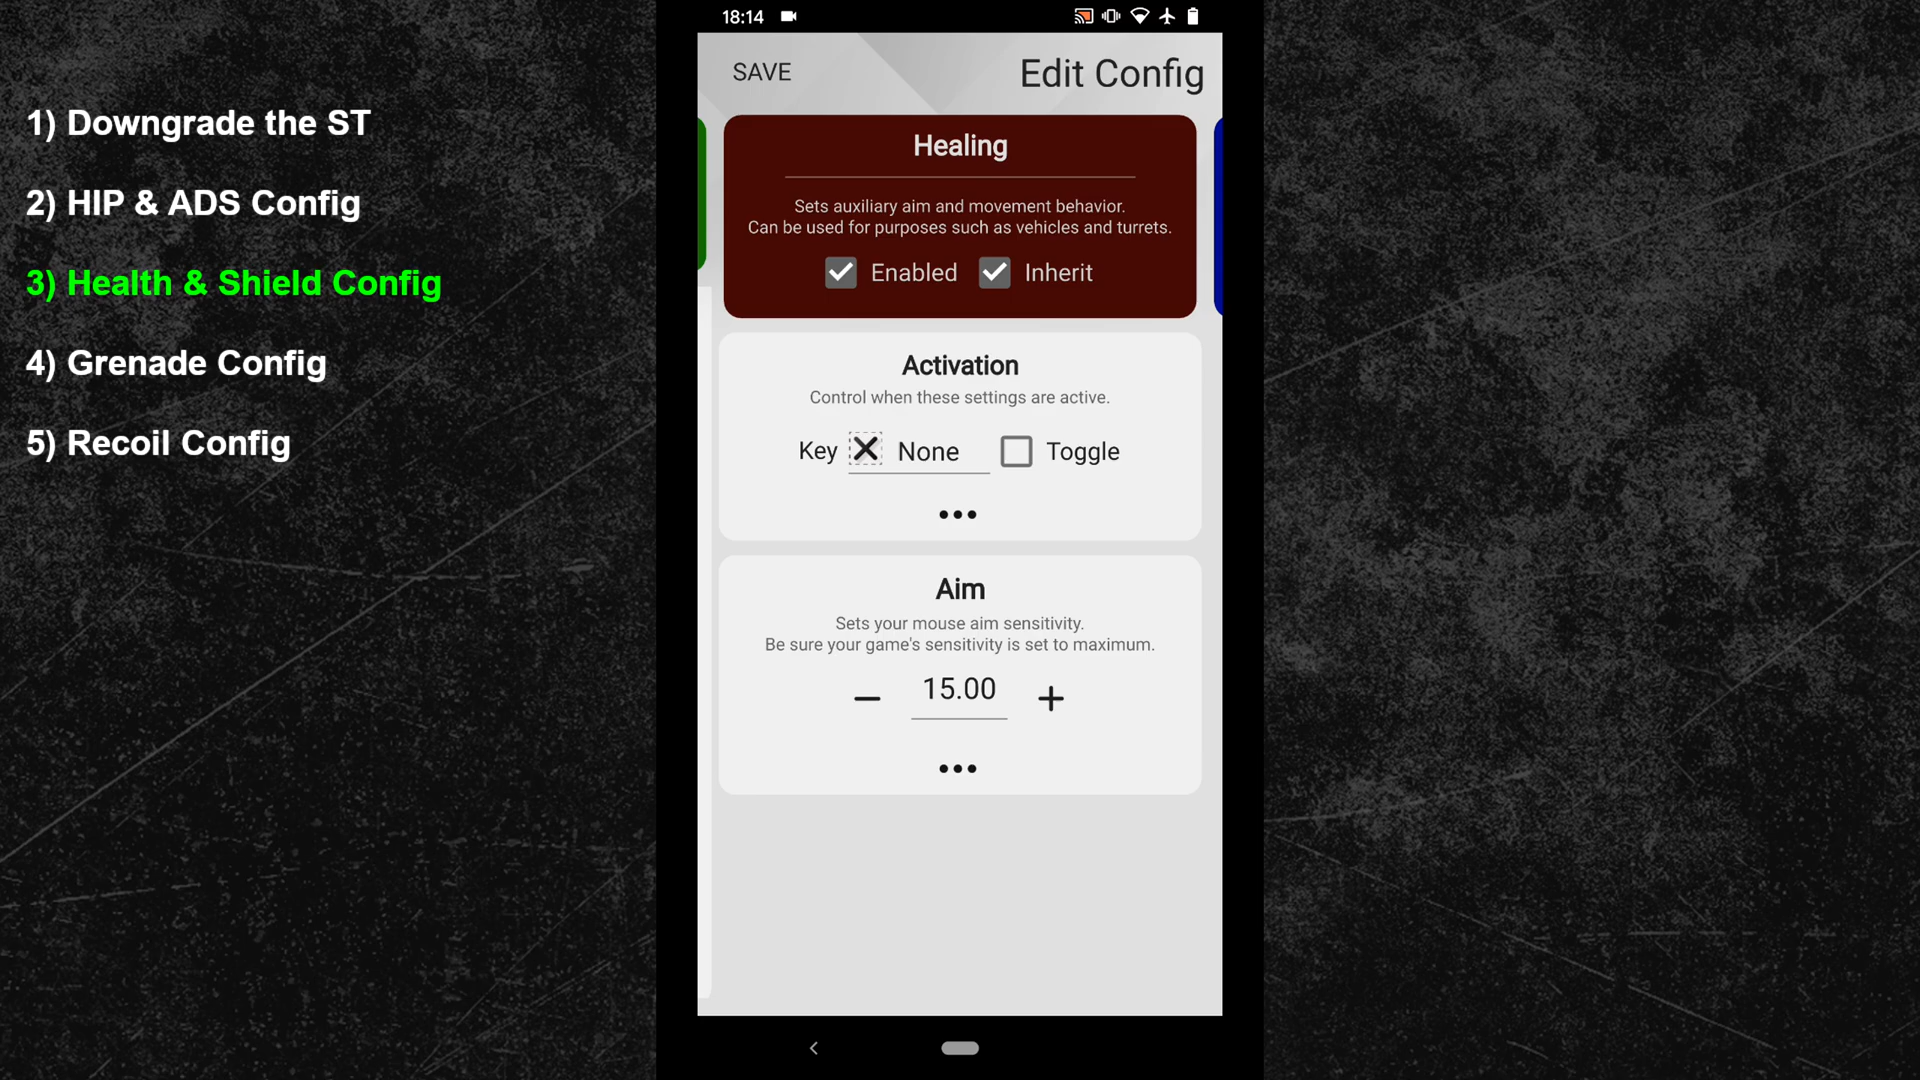 1) Downgrade the ST
2) HIP & ADS Config
3) Health & Shield Config
4) Grenade Config
5) Recoil Config
18:14
SAVE
Edit Config
Healing
Sets auxiliary aim and movement behavior.
Can be used for purposes such as vehicles and turrets.
Enabled Inherit
Activation
Control when these settings are active.
Key None Toggle
Aim
Sets your mouse aim sensitivity.
Be sure your game's sensitivity is set to maximum.
15.00